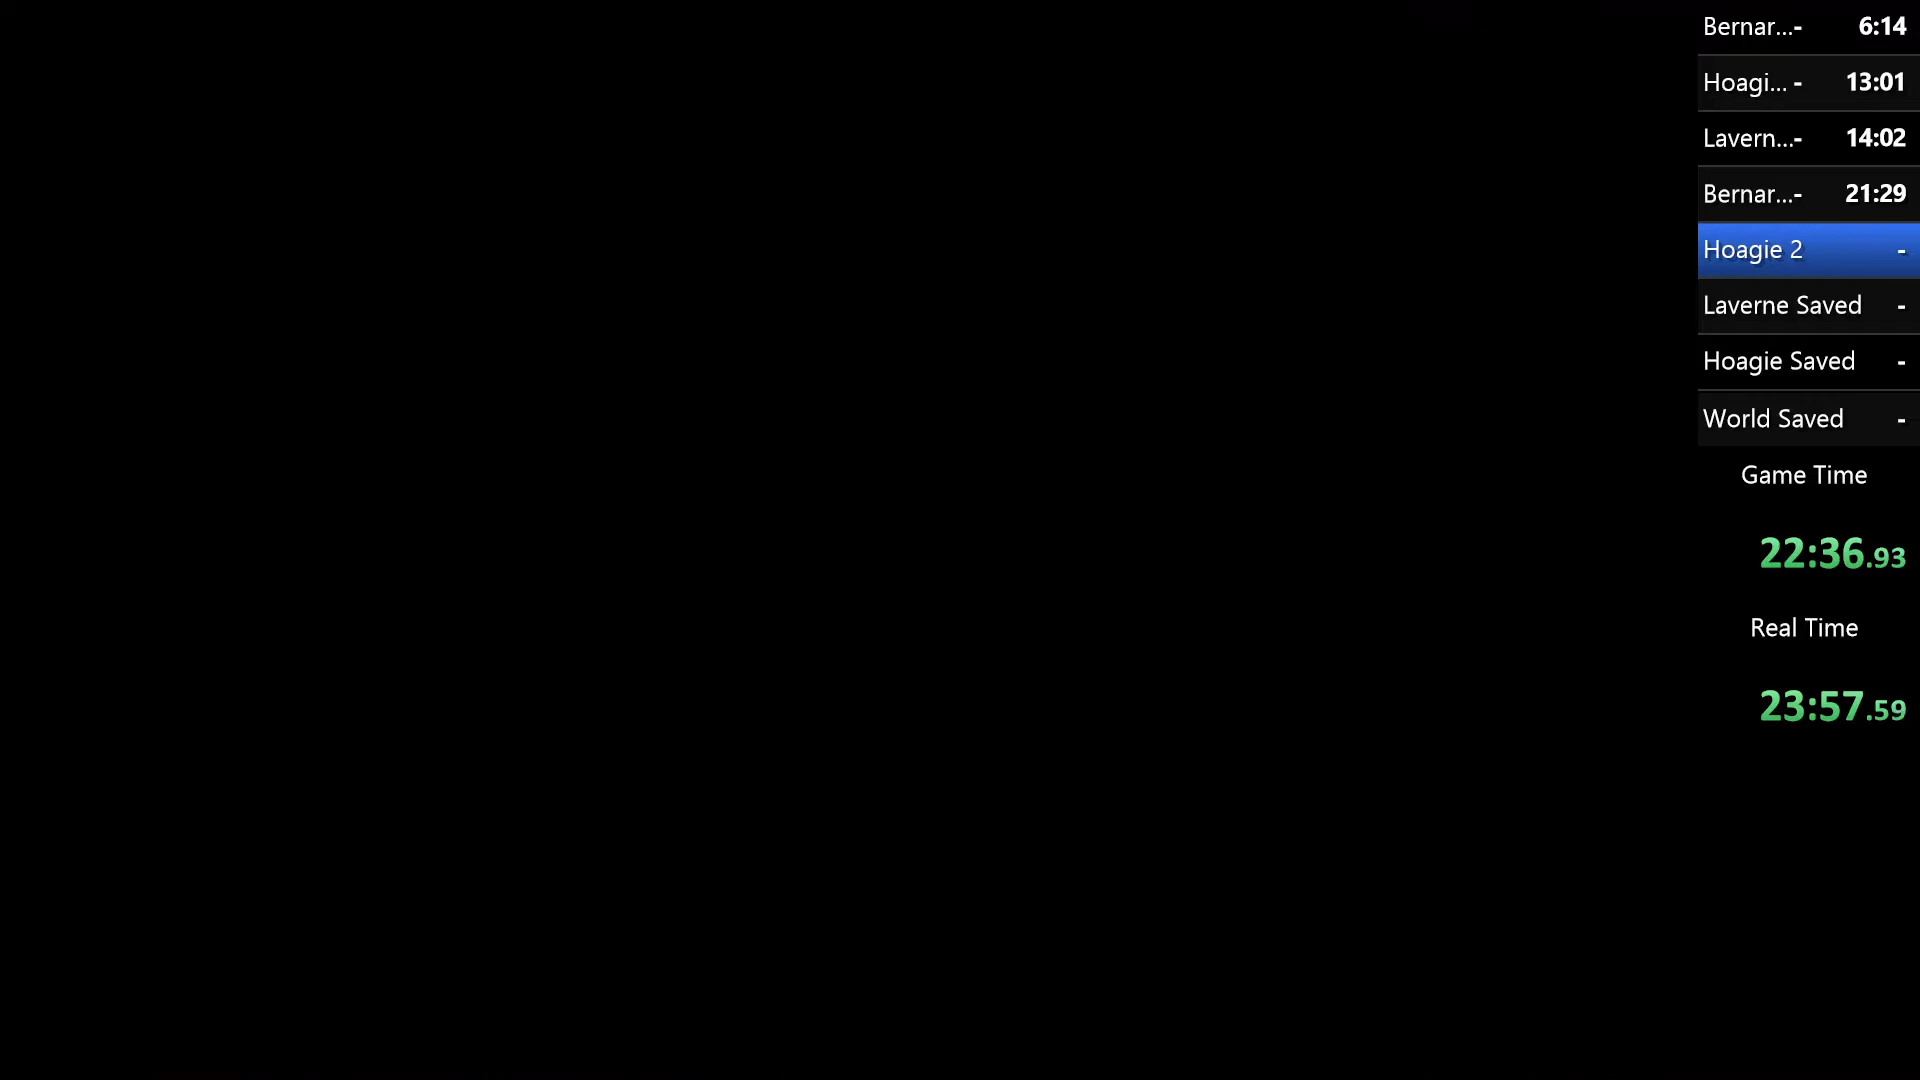 Bernar...- 6:14
Hoagi... - 13:01
Lavern...- 14:02
Bernar...- 21:29
Hoagie 2 -
Laverne Saved -
Hoagie Saved -
World Saved -
Game Time
22:36.93
Real Time
23:57.59